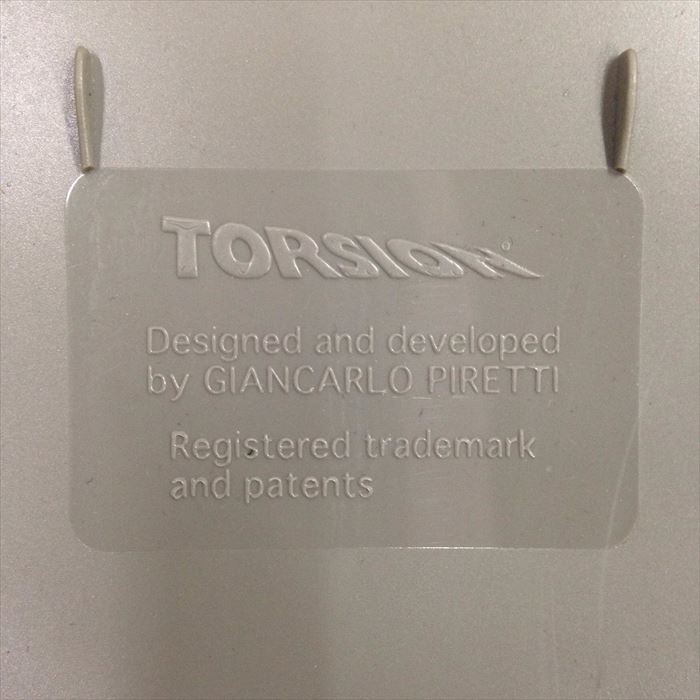 TORSION®
Designed and developed
by GIANCARLO PIRETTI
Registered trademark
and patents